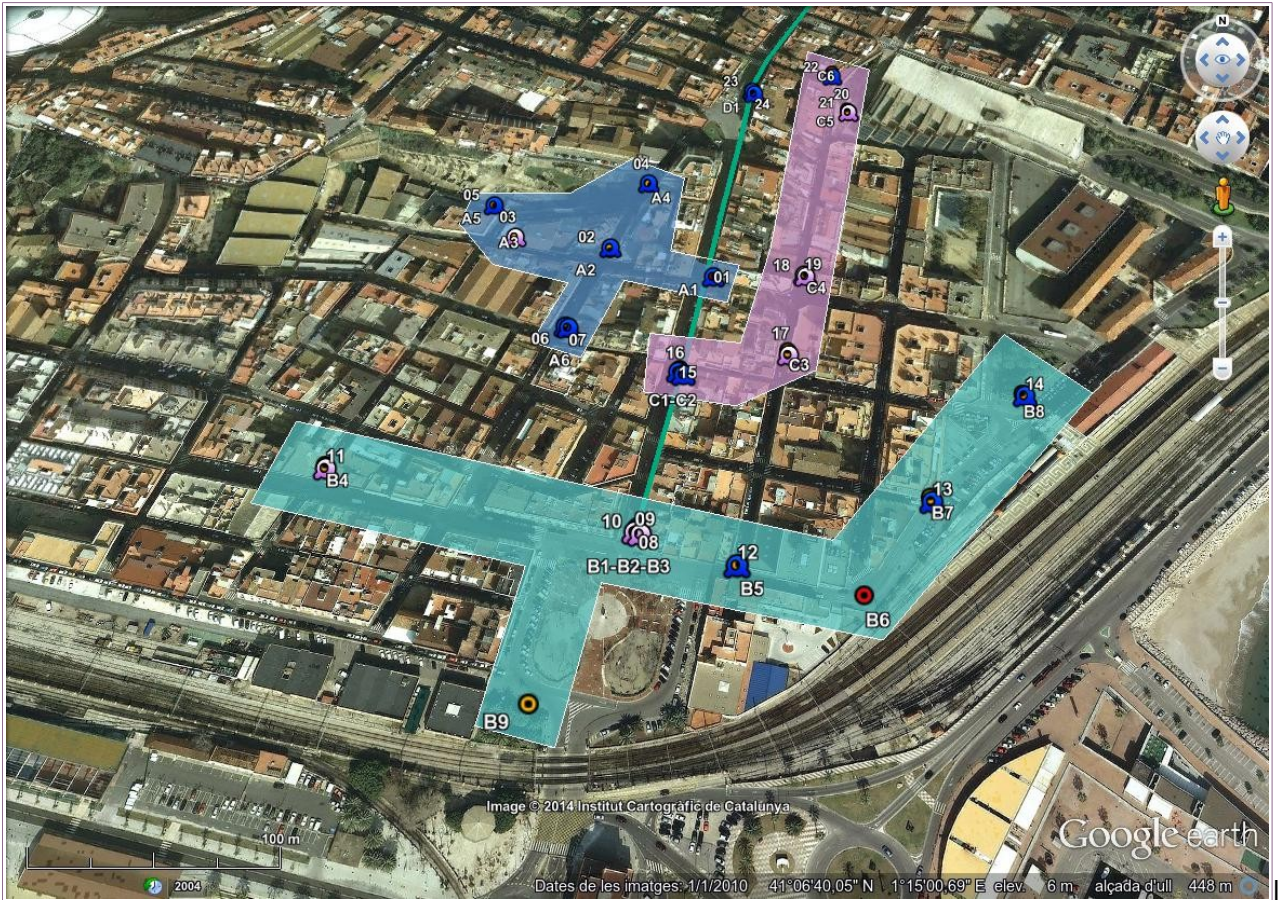 N
22
C6
23
24
D1
20
21
C5
04
A4
05
A5
03
A3
02
A2
01
A1
18
19
C4
06
07
A6
17
C3
16
15
C1-C2
14
B8
11
B4
13
B7
10
09
08
B1-B2-B3
12
B5
B6
B9
Image © 2014 Institut Cartogràfic de Catalunya
Google earth
100 m
2004
Dates de les imatges: 1/1/2010 41°06'40,05" N 1°15'00,69" E elev. 6 m alçada d'ull 448 m